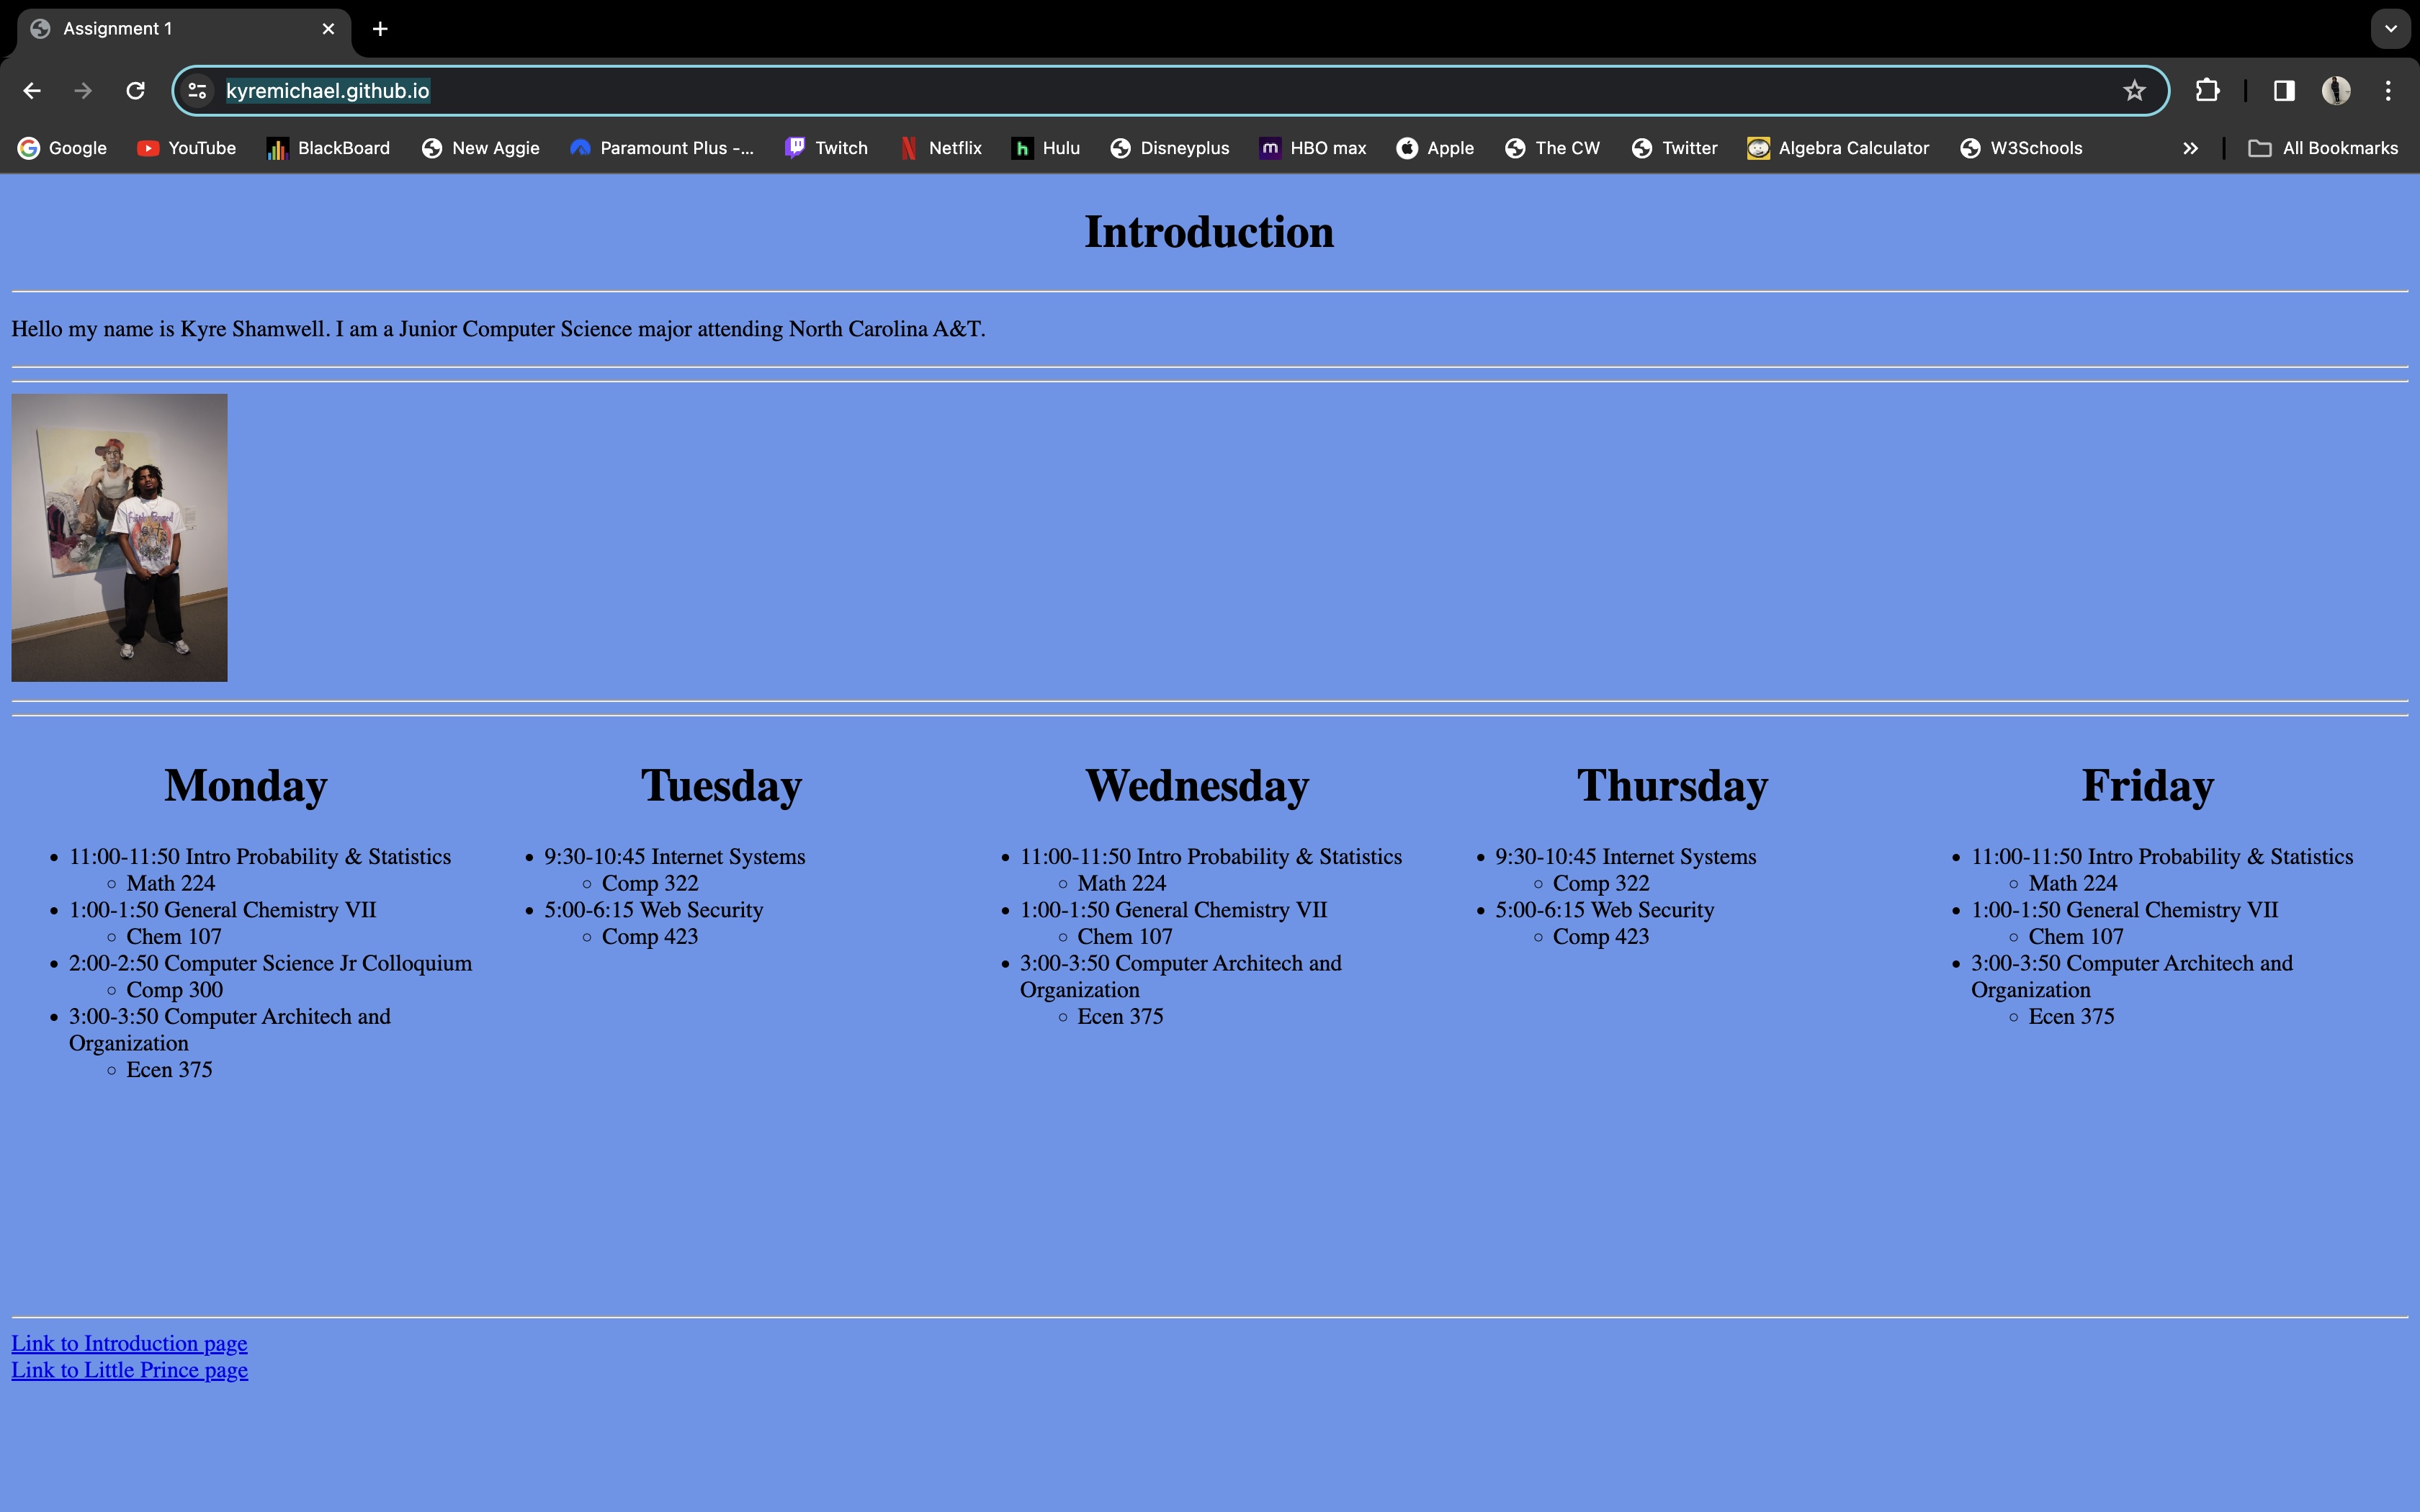 Assignment 1
kyremichael.github.io
Google YouTube BlackBoard New Aggie Paramount Plus -... Twitch Netflix Hulu Disneyplus HBO max Apple The CW Twitter Algebra Calculator W3Schools » All Bookmarks
Introduction
Hello my name is Kyre Shamwell. I am a Junior Computer Science major attending North Carolina A&T.
Monday
11:00-11:50 Intro Probability & Statistics
Math 224
1:00-1:50 General Chemistry VII
Chem 107
2:00-2:50 Computer Science Jr Colloquium
Comp 300
3:00-3:50 Computer Architech and
Organization
Ecen 375
Tuesday
9:30-10:45 Internet Systems
Comp 322
5:00-6:15 Web Security
Comp 423
Wednesday
11:00-11:50 Intro Probability & Statistics
Math 224
1:00-1:50 General Chemistry VII
Chem 107
3:00-3:50 Computer Architech and
Organization
Ecen 375
Thursday
9:30-10:45 Internet Systems
Comp 322
5:00-6:15 Web Security
Comp 423
Friday
11:00-11:50 Intro Probability & Statistics
Math 224
1:00-1:50 General Chemistry VII
Chem 107
3:00-3:50 Computer Architech and
Organization
Ecen 375
Link to Introduction page
Link to Little Prince page